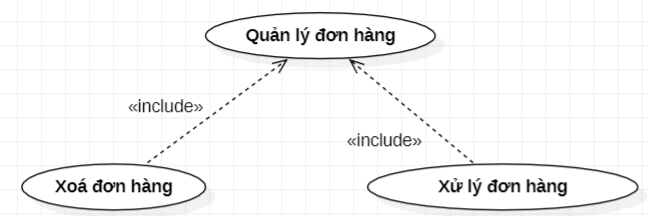 Quản lý đơn hàng
«include»
«include»
Xoá đơn hàng
Xử lý đơn hàng